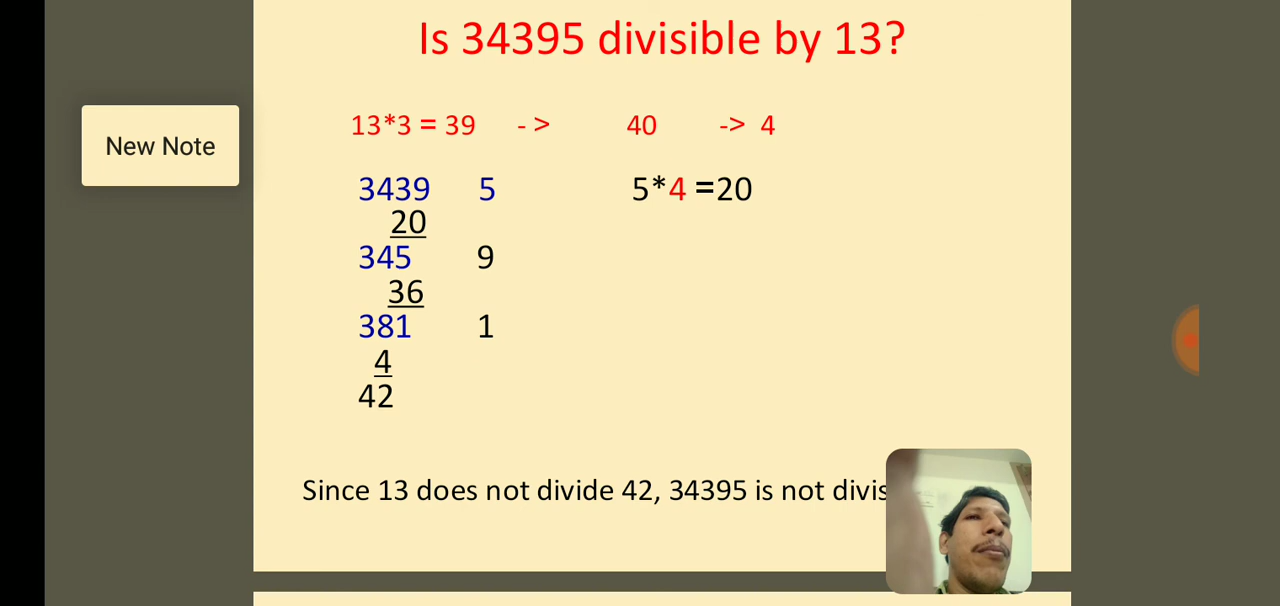 Is 34395 divisible by 13?
13*3 = 39 - > 40 -> 4
New Note
3439 5 5*4 =20
20
345 9
36
381 1
4
42
Since 13 does not divide 42, 34395 is not